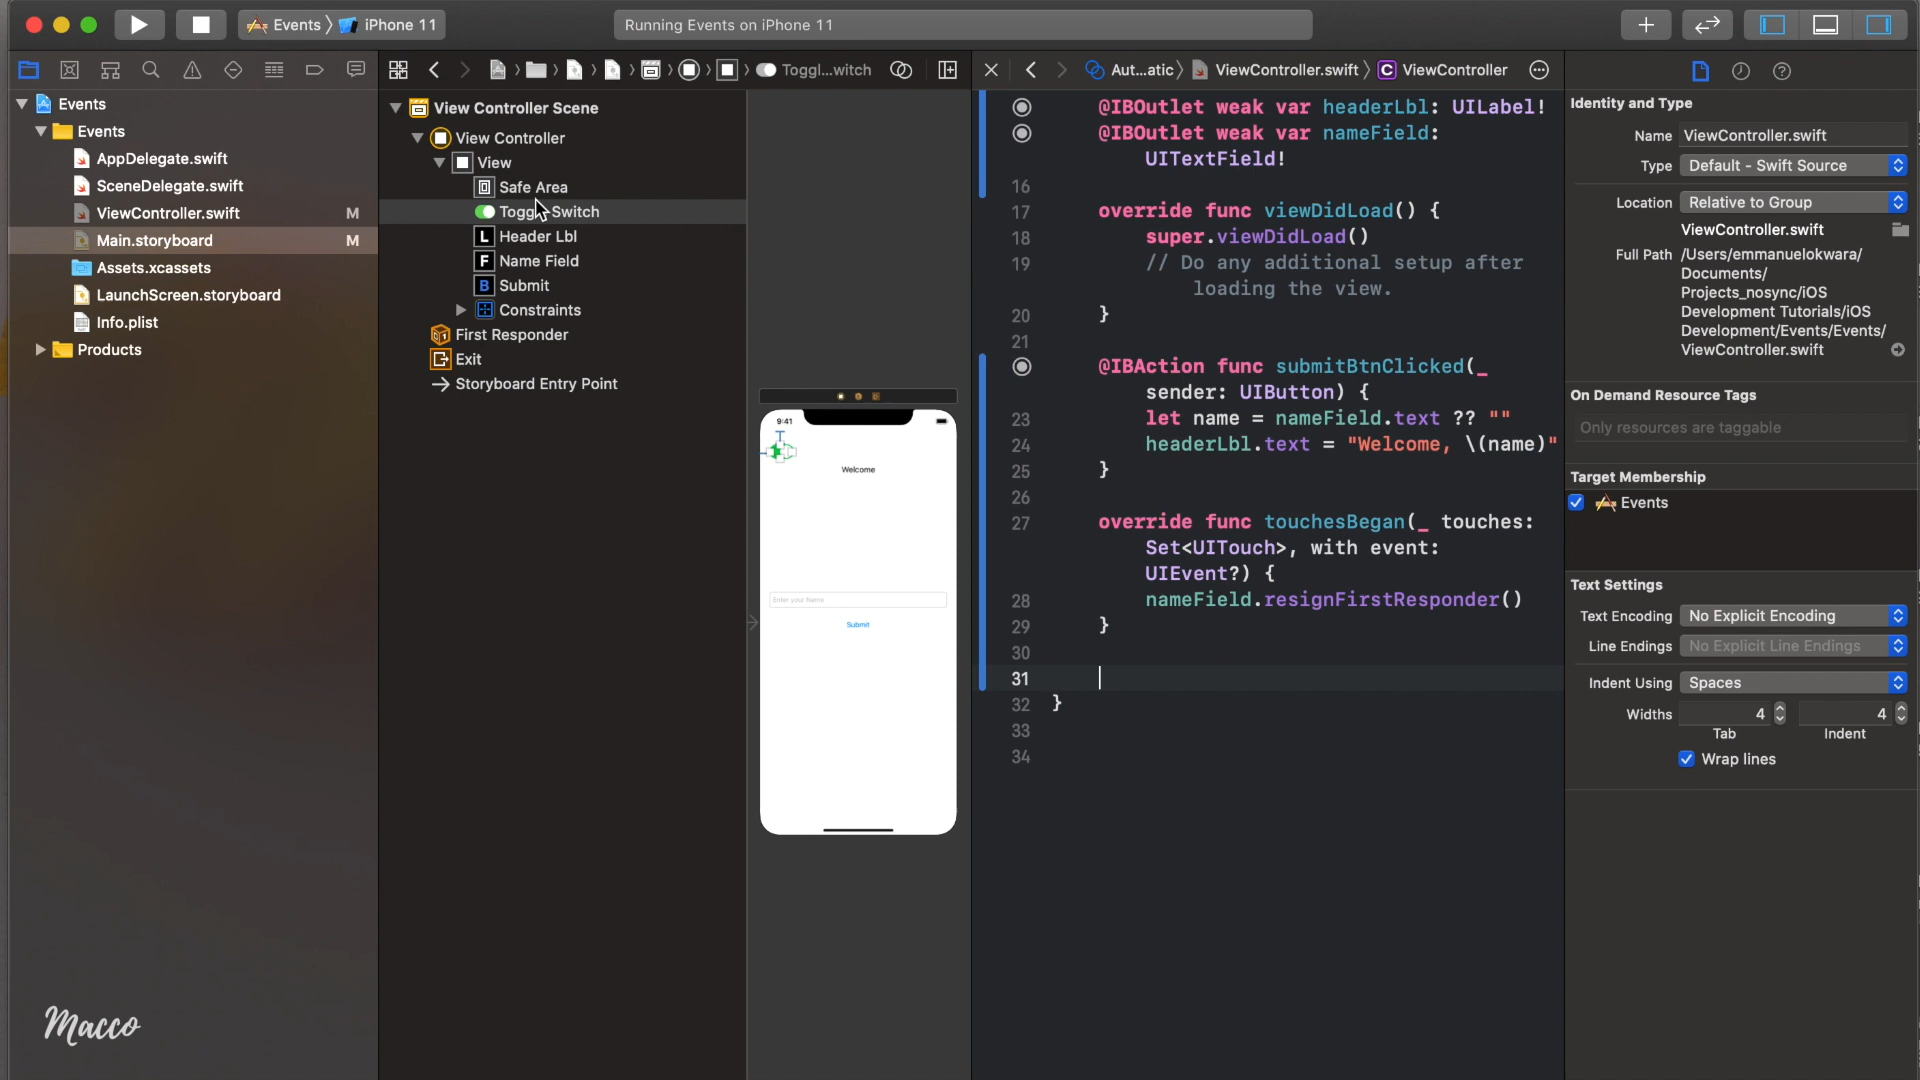 Events
iPhone 11
Running Events on iPhone 11
Events
Events
AppDelegate.swift
SceneDelegate.swift
ViewController.swift M
Main.storyboard M
Assets.xcassets
LaunchScreen.storyboard
Info.plist
Products
Macco
Toggl...witch
View Controller Scene
View Controller
View
Safe Area
Toggle Switch
L Header Lbl
F Name Field
B Submit
Constraints
First Responder
Exit
Storyboard Entry Point
9:41
Welcome
Enter your Name
Submit
Aut...atic
ViewController.swift
C ViewController
@IBOutlet weak var headerLbl: UILabel!
@IBOutlet weak var nameField:
UITextField!
16
17 override func viewDidLoad() {
18 super.viewDidLoad()
19 // Do any additional setup after
loading the view.
20 }
21
@IBAction func submitBtnClicked(_
sender: UIButton) {
23 let name = nameField.text ?? ""
24 headerLbl.text = "Welcome, \(name)"
25 }
26
27 override func touchesBegan(_ touches:
Set<UITouch>, with event:
UIEvent?) {
28 nameField.resignFirstResponder()
29 }
30
31
32 }
33
34
Identity and Type
Name ViewController.swift
Type Default - Swift Source
Location Relative to Group
ViewController.swift
Full Path /Users/emmanuelokwara/
Documents/
Projects_nosync/iOS
Development Tutorials/iOS
Development/Events/Events/
ViewController.swift
On Demand Resource Tags
Only resources are taggable
Target Membership
Events
Text Settings
Text Encoding No Explicit Encoding
Line Endings No Explicit Line Endings
Indent Using Spaces
Widths 4 4
Tab Indent
Wrap lines